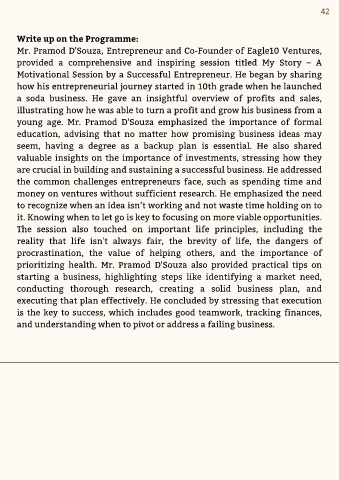 42
Write up on the Programme:
Mr. Pramod D'Souza, Entrepreneur and Co-Founder of Eagle10 Ventures,
provided a comprehensive and inspiring session titled My Story – A
Motivational Session by a Successful Entrepreneur. He began by sharing
how his entrepreneurial journey started in 10th grade when he launched
a soda business. He gave an insightful overview of profits and sales,
illustrating how he was able to turn a profit and grow his business from a
young age. Mr. Pramod D'Souza emphasized the importance of formal
education, advising that no matter how promising business ideas may
seem, having a degree as a backup plan is essential. He also shared
valuable insights on the importance of investments, stressing how they
are crucial in building and sustaining a successful business. He addressed
the common challenges entrepreneurs face, such as spending time and
money on ventures without sufficient research. He emphasized the need
to recognize when an idea isn't working and not waste time holding on to
it. Knowing when to let go is key to focusing on more viable opportunities.
The session also touched on important life principles, including the
reality that life isn't always fair, the brevity of life, the dangers of
procrastination, the value of helping others, and the importance of
prioritizing health. Mr. Pramod D'Souza also provided practical tips on
starting a business, highlighting steps like identifying a market need,
conducting thorough research, creating a solid business plan, and
executing that plan effectively. He concluded by stressing that execution
is the key to success, which includes good teamwork, tracking finances,
and understanding when to pivot or address a failing business.